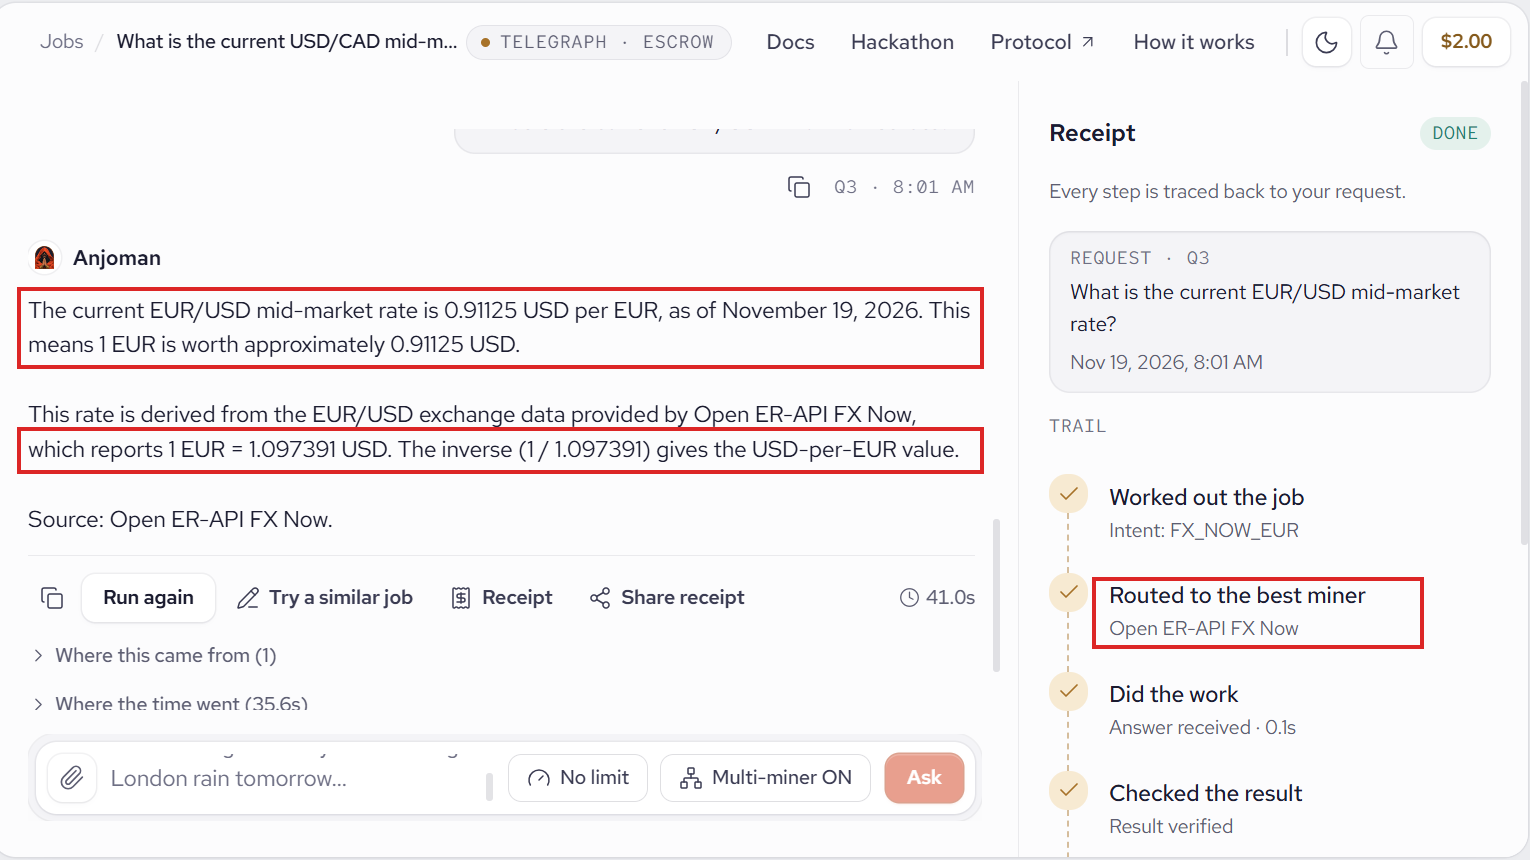 Jobs / What is the current USD/CAD mid-m... TELEGRAPH · ESCROW Docs Hackathon Protocol ↗ How it works $2.00
Q3 · 8:01 AM
Anjoman
The current EUR/USD mid-market rate is 0.91125 USD per EUR, as of November 19, 2026. This
means 1 EUR is worth approximately 0.91125 USD.
This rate is derived from the EUR/USD exchange data provided by Open ER-API FX Now,
which reports 1 EUR = 1.097391 USD. The inverse (1 / 1.097391) gives the USD-per-EUR value.
Source: Open ER-API FX Now.
Run again Try a similar job Receipt Share receipt 41.0s
Where this came from (1)
Where the time went (35.6s)
London rain tomorrow...
No limit Multi-miner ON Ask
Receipt DONE
Every step is traced back to your request.
REQUEST · Q3
What is the current EUR/USD mid-market
rate?
Nov 19, 2026, 8:01 AM
TRAIL
Worked out the job
Intent: FX_NOW_EUR
Routed to the best miner
Open ER-API FX Now
Did the work
Answer received · 0.1s
Checked the result
Result verified